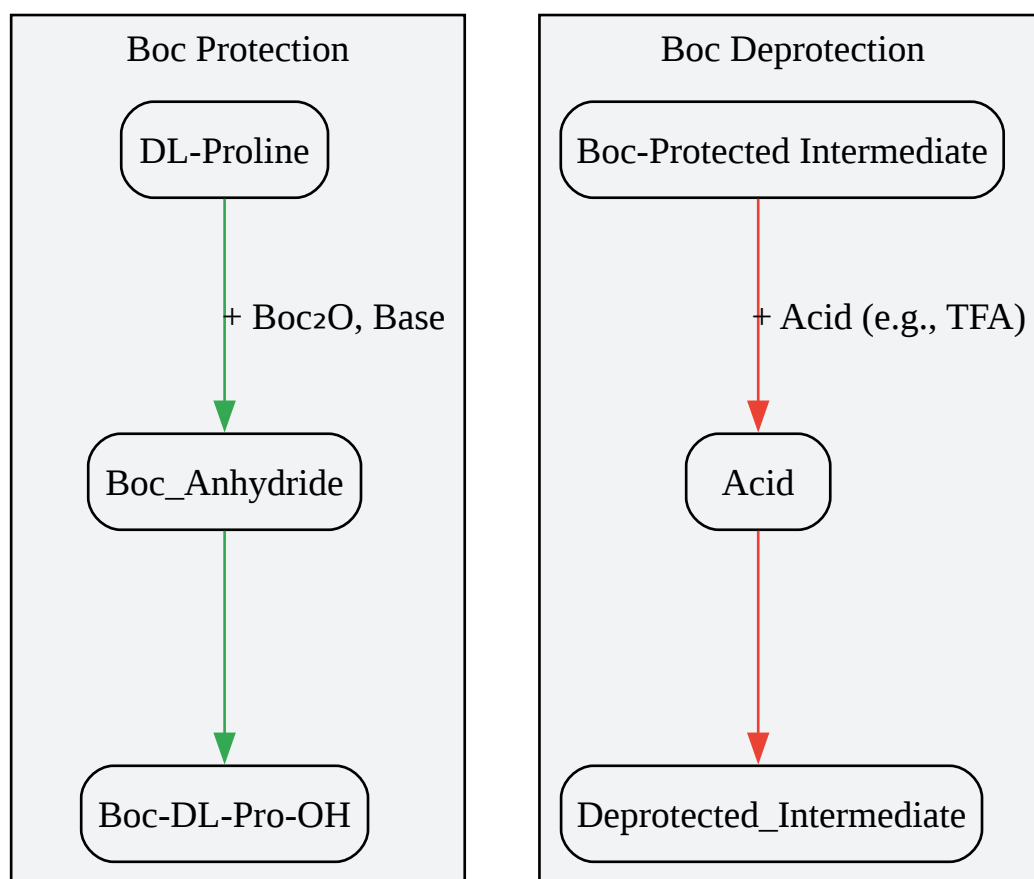 Boc Protection
DL-Proline
+ Boc₂O, Base
Boc_Anhydride
Boc-DL-Pro-OH
Boc Deprotection
Boc-Protected Intermediate
+ Acid (e.g., TFA)
Acid
Deprotected_Intermediate